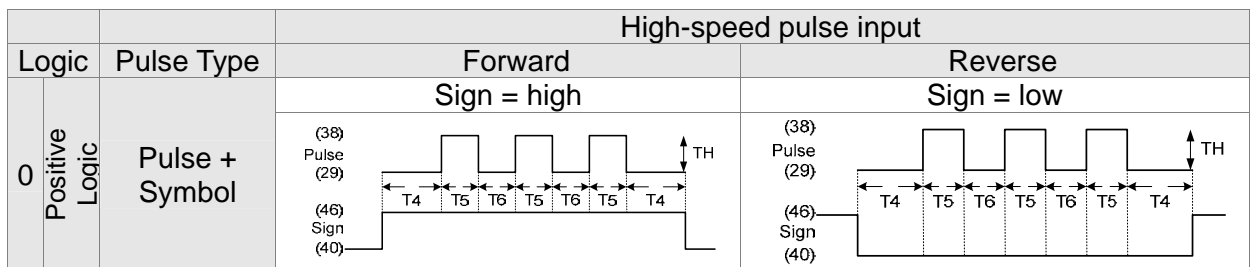 High-speed pulse input
Logic Pulse Type Forward Reverse
Sign = high Sign = low
0 Positive Logic Pulse + Symbol
(38)
Pulse
(29)
TH
T4 T5 T6 T5 T6 T5 T4
(46)
Sign
(40)
(38)
Pulse
(29)
TH
T4 T5 T6 T5 T6 T5 T4
(46)
Sign
(40)